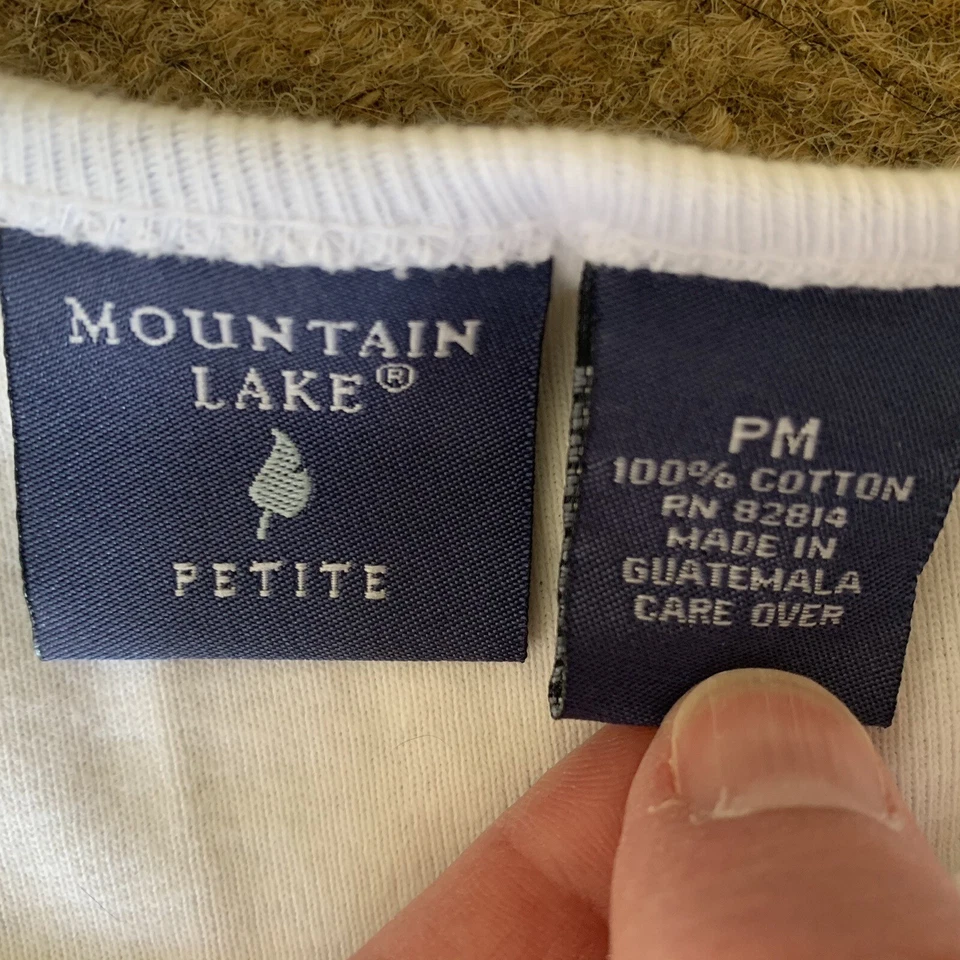 MOUNTAIN
LAKE®
PETITE
PM
100% COTTON
RN 82814
MADE IN
GUATEMALA
CARE OVER